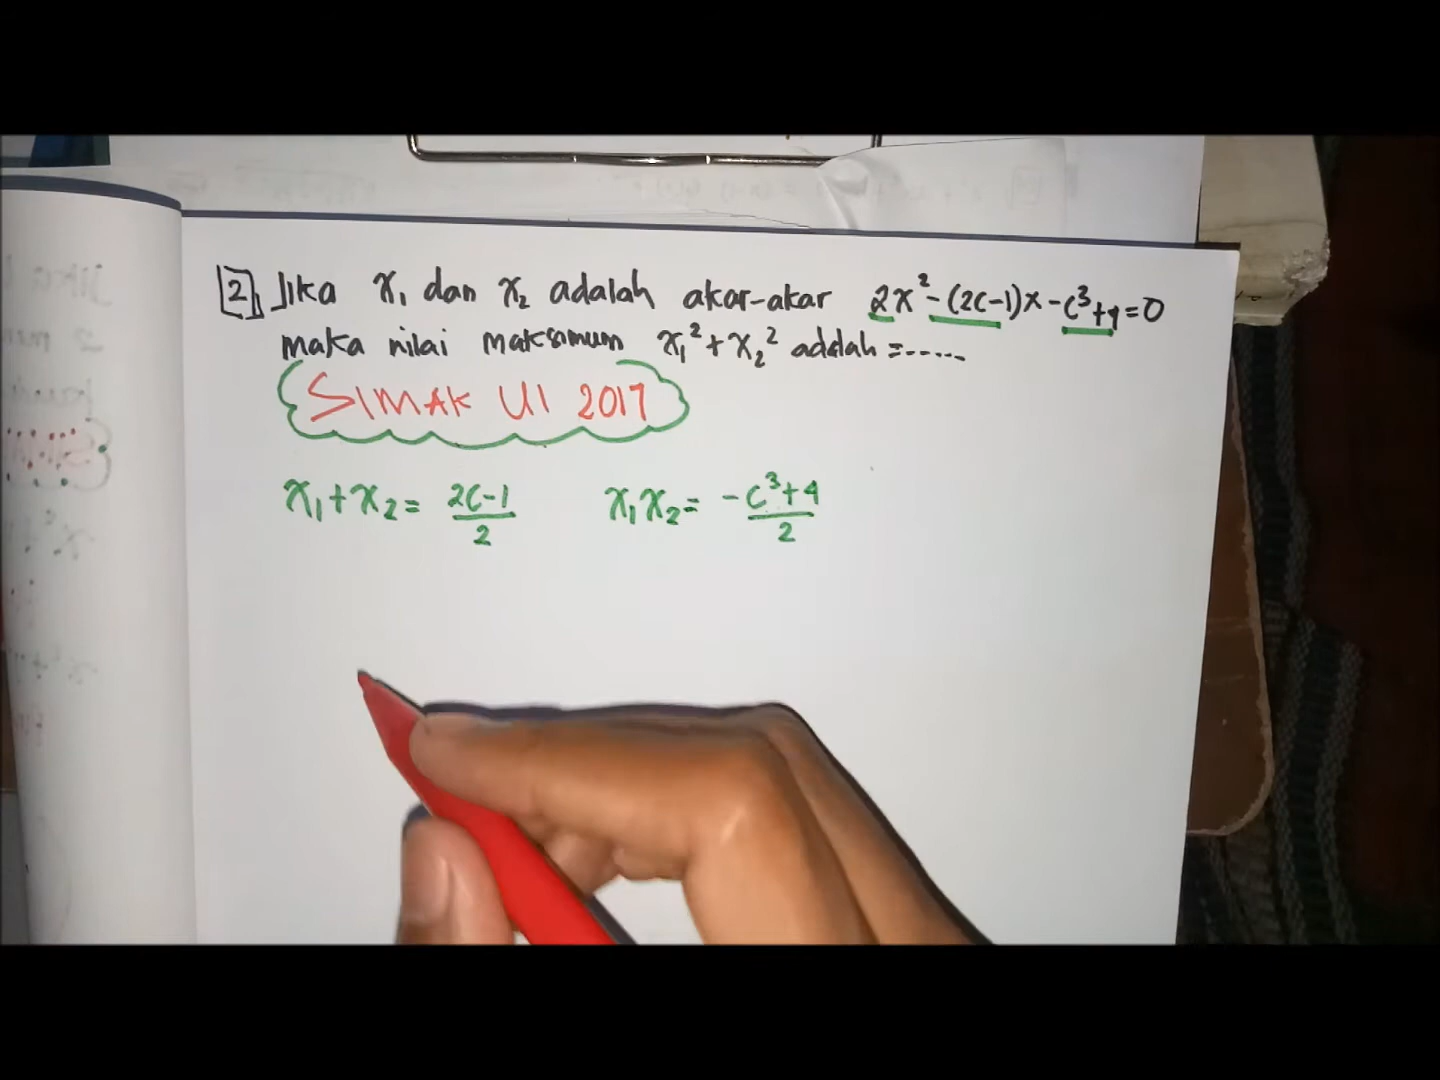 2, Jika x₁ dan x₂ adalah akar-akar 2x² - (2c-1)x - c³+4 = 0
maka nilai maksimum x₁² + x₂² adalah = ......
SIMAK UI 2017
x₁ + x₂ = 2c-1/2 x₁x₂ = -c³+4/2